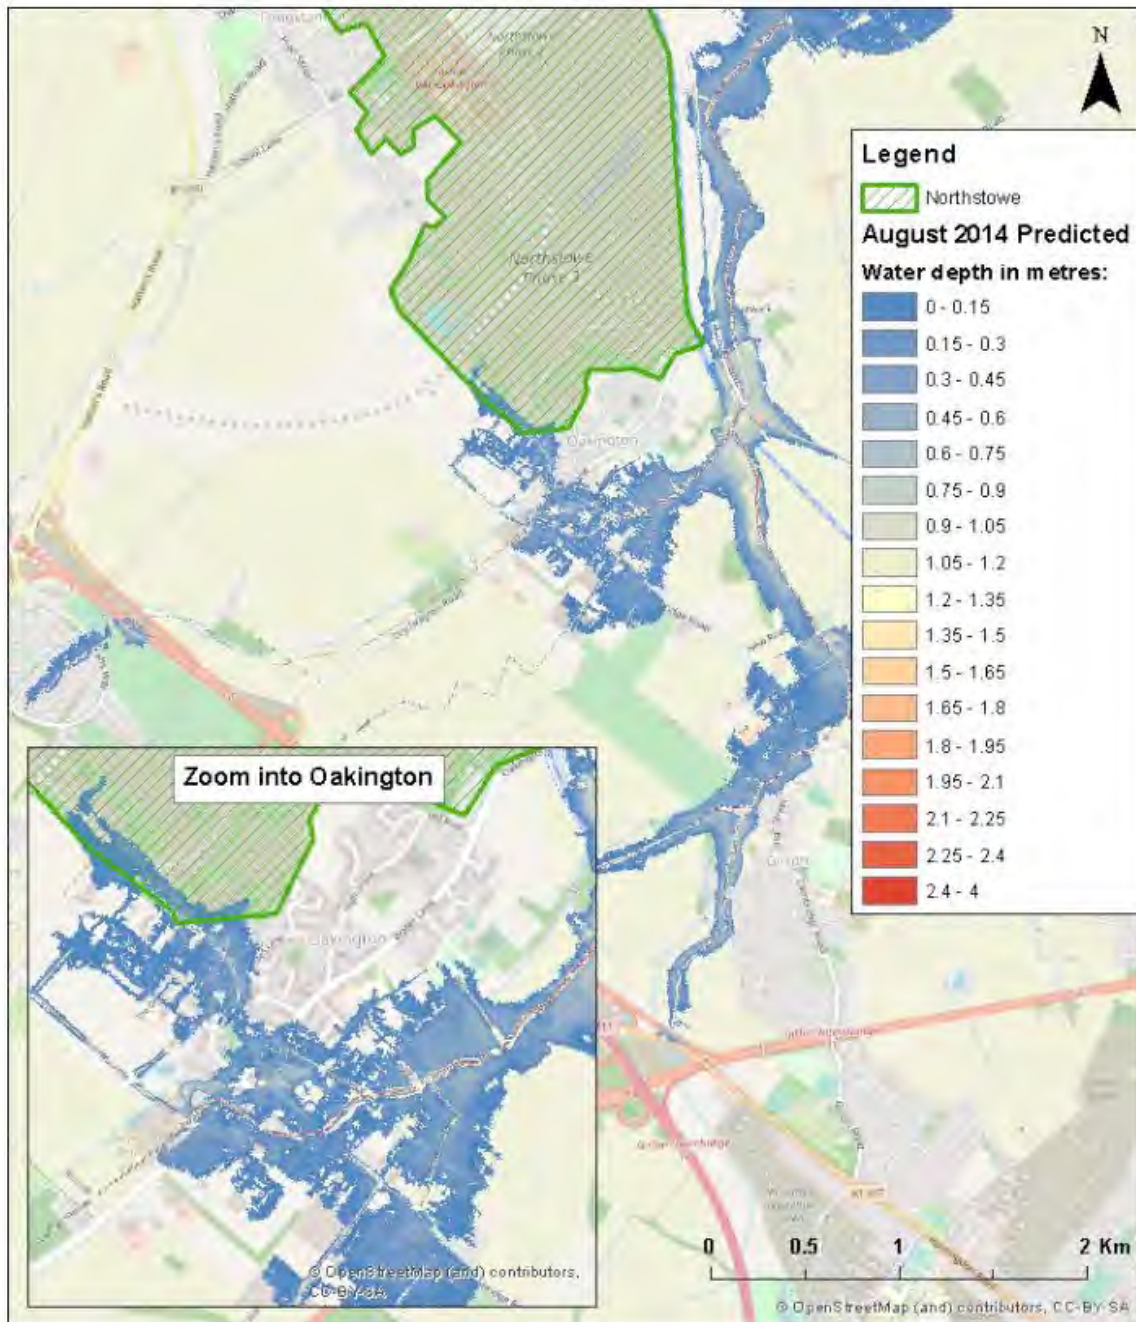 N
Legend
Northstowe
August 2014 Predicted
Water depth in metres:
0 - 0.15
0.15 - 0.3
0.3 - 0.45
0.45 - 0.6
0.6 - 0.75
0.75 - 0.9
0.9 - 1.05
1.05 - 1.2
1.2 - 1.35
1.35 - 1.5
1.5 - 1.65
1.65 - 1.8
1.8 - 1.95
1.95 - 2.1
2.1 - 2.25
2.25 - 2.4
2.4 - 4
Northstowe
Phase 2
Northstowe
Oakington
Girton
Zoom into Oakington
Oakington
© OpenStreetMap (and) contributors,
CC-BY-SA
0 0.5 1 2 Km
© OpenStreetMap (and) contributors, CC-BY-SA